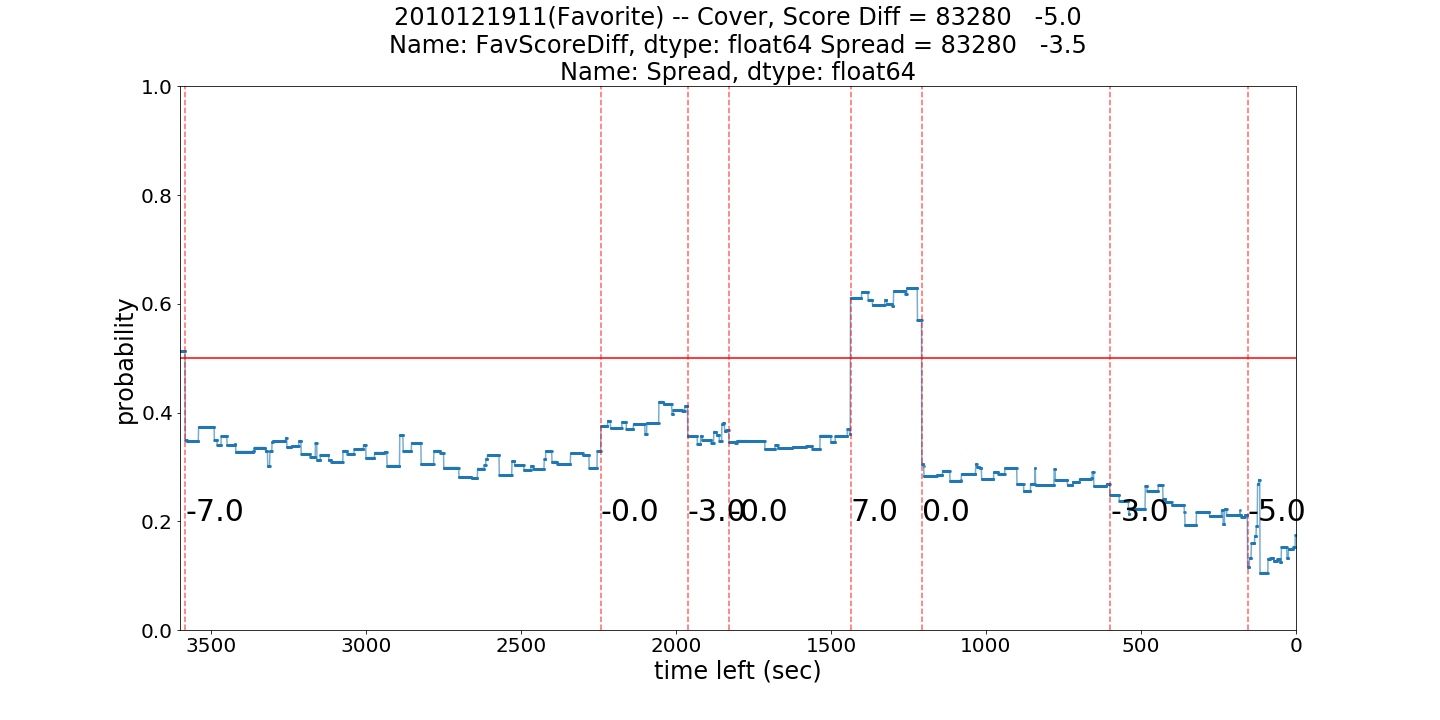 2010121911(Favorite) -- Cover, Score Diff = 83280   -5.0
Name: FavScoreDiff, dtype: float64 Spread = 83280   -3.5
Name: Spread, dtype: float64
1.0
0.8
0.6
0.4
0.2
0.0
probability
-7.0
-0.0
-3.0
-0.0
7.0
0.0
-3.0
-5.0
3500 3000 2500 2000 1500 1000 500 0
time left (sec)